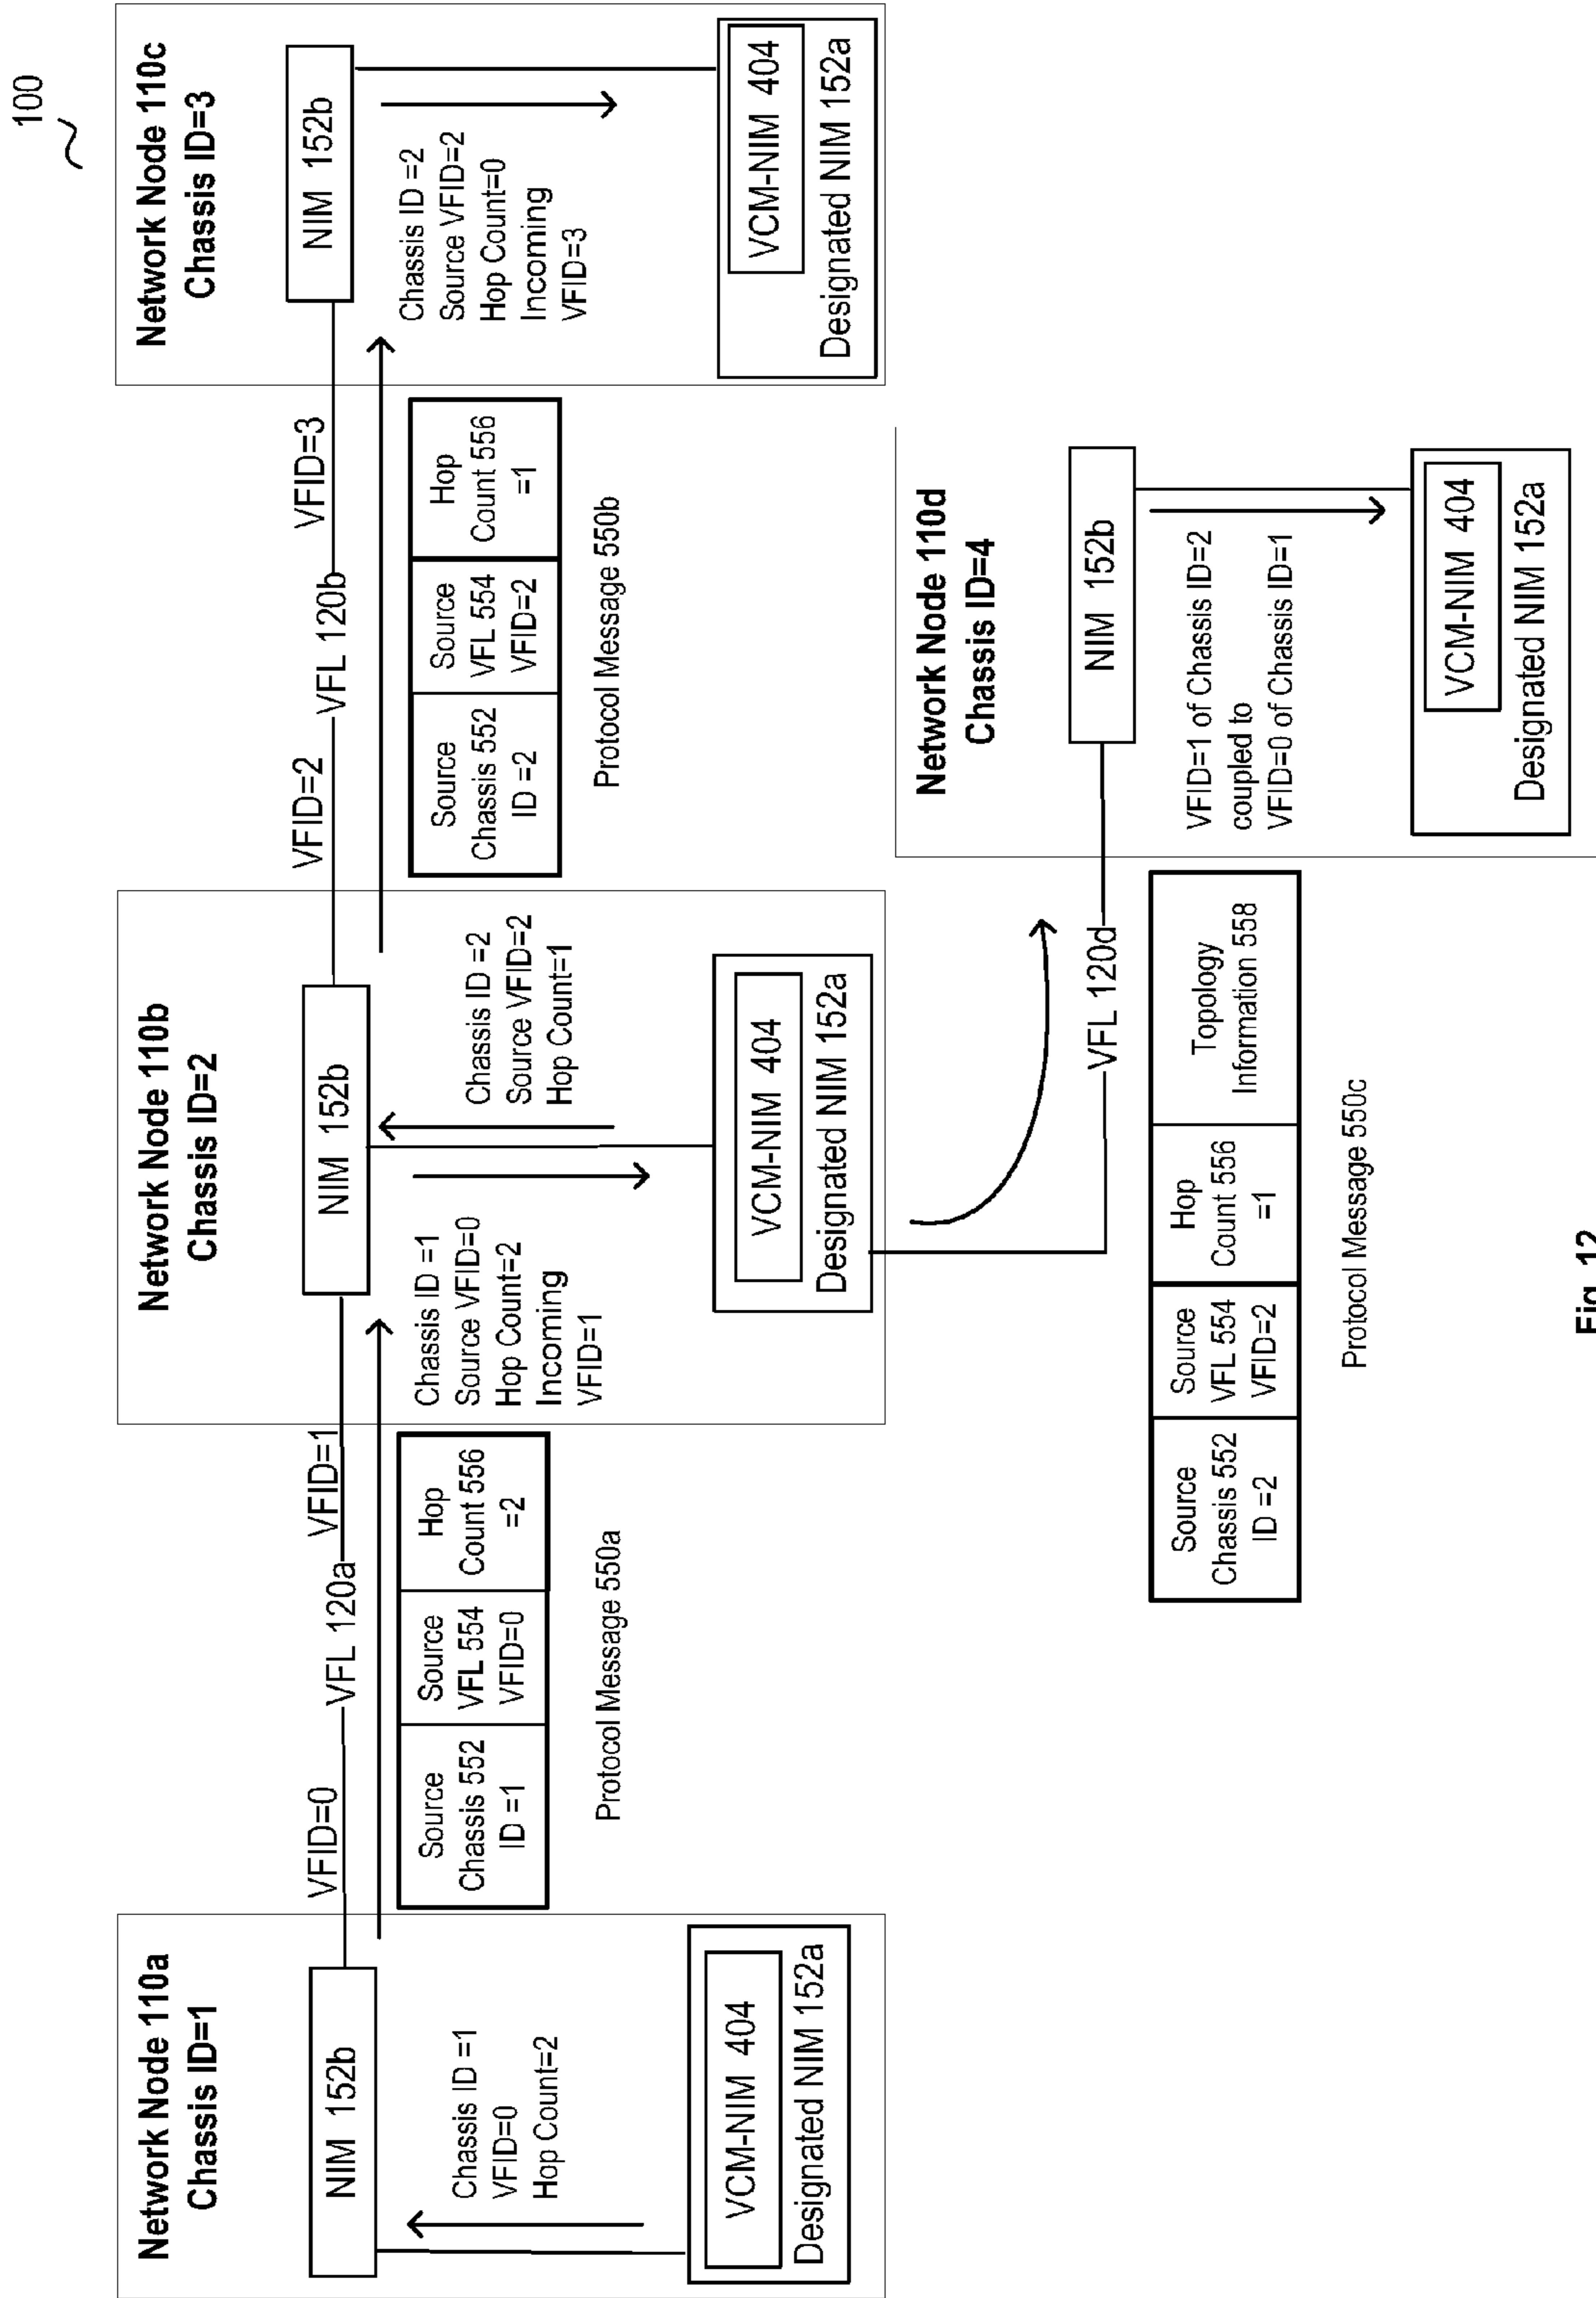 100
Network Node 110a
Chassis ID=1
NIM 152b
Chassis ID =1
VFID=0
Hop Count=2
VCM-NIM 404
Designated NIM 152a
VFID=0
VFL 120a
VFID=1
Source
Chassis 552
ID =1
Source
VFL 554
VFID=0
Hop
Count 556
=2
Protocol Message 550a
Network Node 110b
Chassis ID=2
NIM 152b
Chassis ID =1
Source VFID=0
Hop Count=2
Incoming
VFID=1
Chassis ID =2
Source VFID=2
Hop Count=1
VCM-NIM 404
Designated NIM 152a
VFID=2
VFL 120b
VFID=3
Source
Chassis 552
ID =2
Source
VFL 554
VFID=2
Hop
Count 556
=1
Protocol Message 550b
Network Node 110c
Chassis ID=3
NIM 152b
Chassis ID =2
Source VFID=2
Hop Count=0
Incoming
VFID=3
VCM-NIM 404
Designated NIM 152a
VFL 120d
Source
Chassis 552
ID =2
Source
VFL 554
VFID=2
Hop
Count 556
=1
Topology
Information 558
Protocol Message 550c
Network Node 110d
Chassis ID=4
NIM 152b
VFID=1 of Chassis ID=2
coupled to
VFID=0 of Chassis ID=1
VCM-NIM 404
Designated NIM 152a
Fig. 12